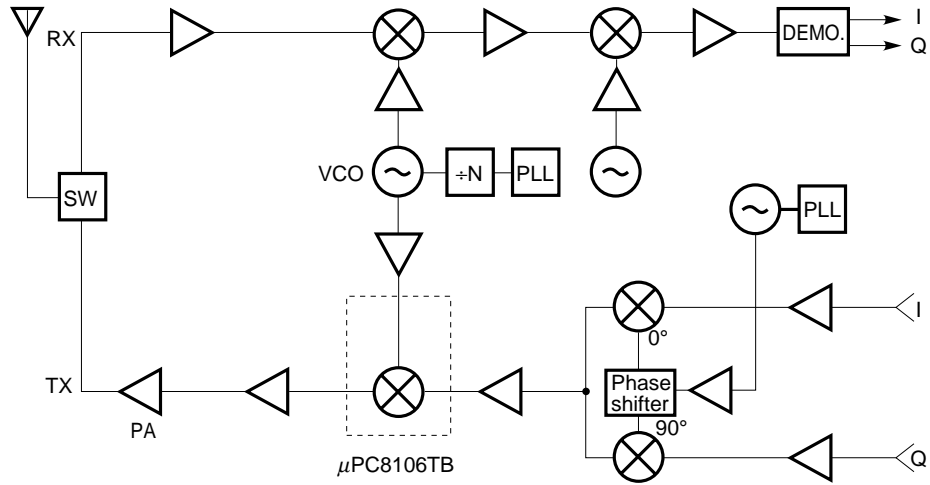 RX
DEMO.
I
Q
VCO
÷N
PLL
SW
PLL
I
0°
TX
Phase
shifter
PA
90°
Q
μPC8106TB